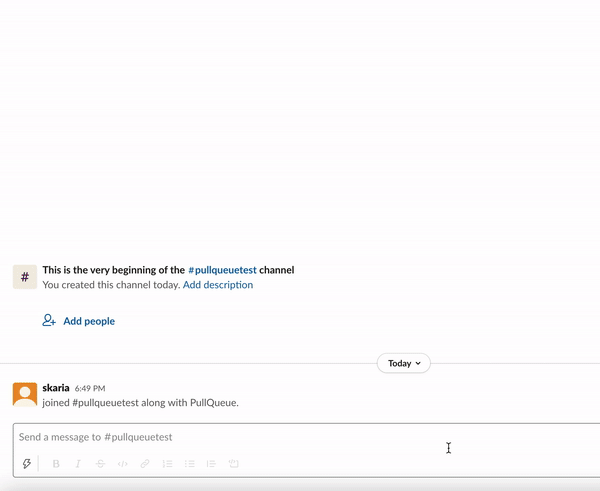 This is the very beginning of the #pullqueuetest channel
You created this channel today. Add description
Add people
Today
skaria 6:49 PM
joined #pullqueuetest along with PullQueue.
Send a message to #pullqueuetest